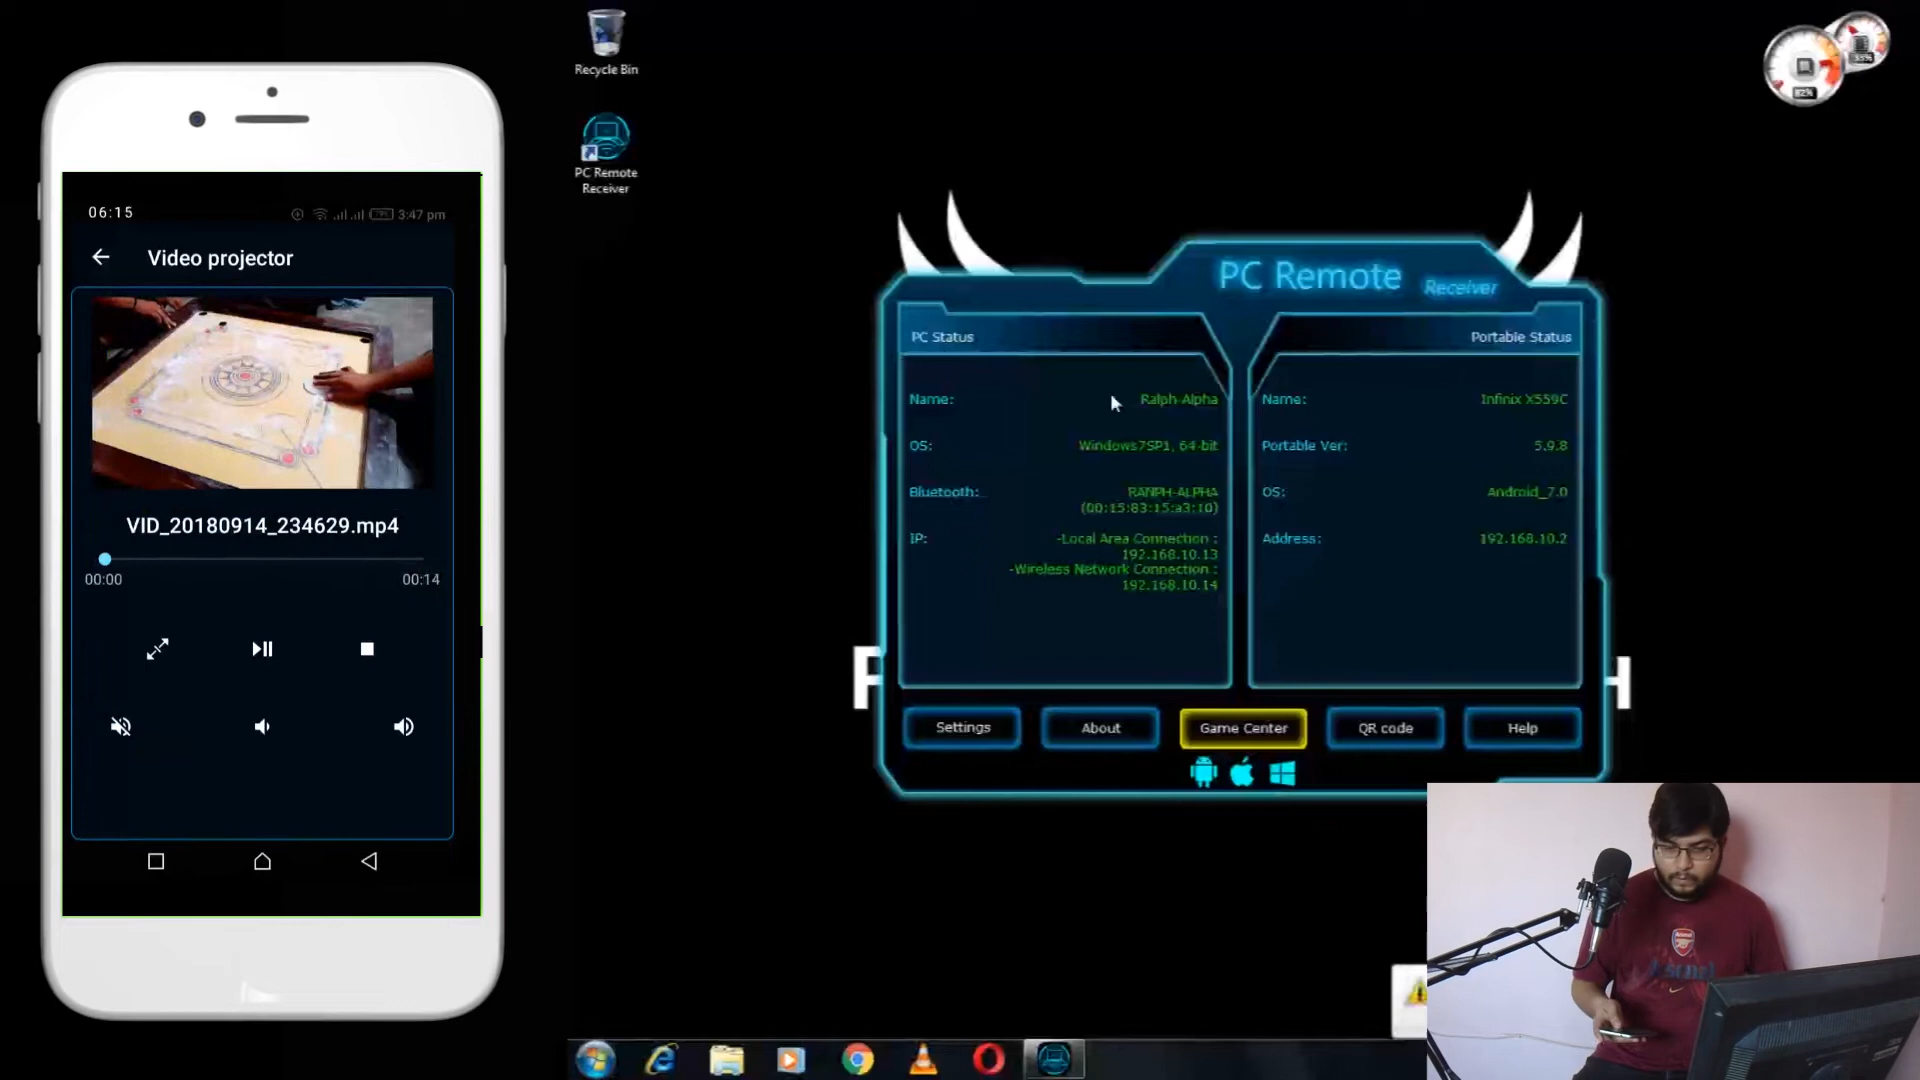 06:15
3:47 pm
Video projector
VID_20180914_234629.mp4
00:00
00:14
Recycle Bin
PC Remote
Receiver
82%
PC Remote Receiver
PC Status
Name: Ralph-Alpha
OS: Windows7SP1, 64-bit
Bluetooth: RANPH-ALPHA
(00:15:83:15:a3:10)
IP: -Local Area Connection :
192.168.10.13
-Wireless Network Connection :
192.168.10.14
Portable Status
Name: Infinix X559C
Portable Ver: 5.9.8
OS: Android_7.0
Address: 192.168.10.2
Settings
About
Game Center
QR code
Help
Arsenal